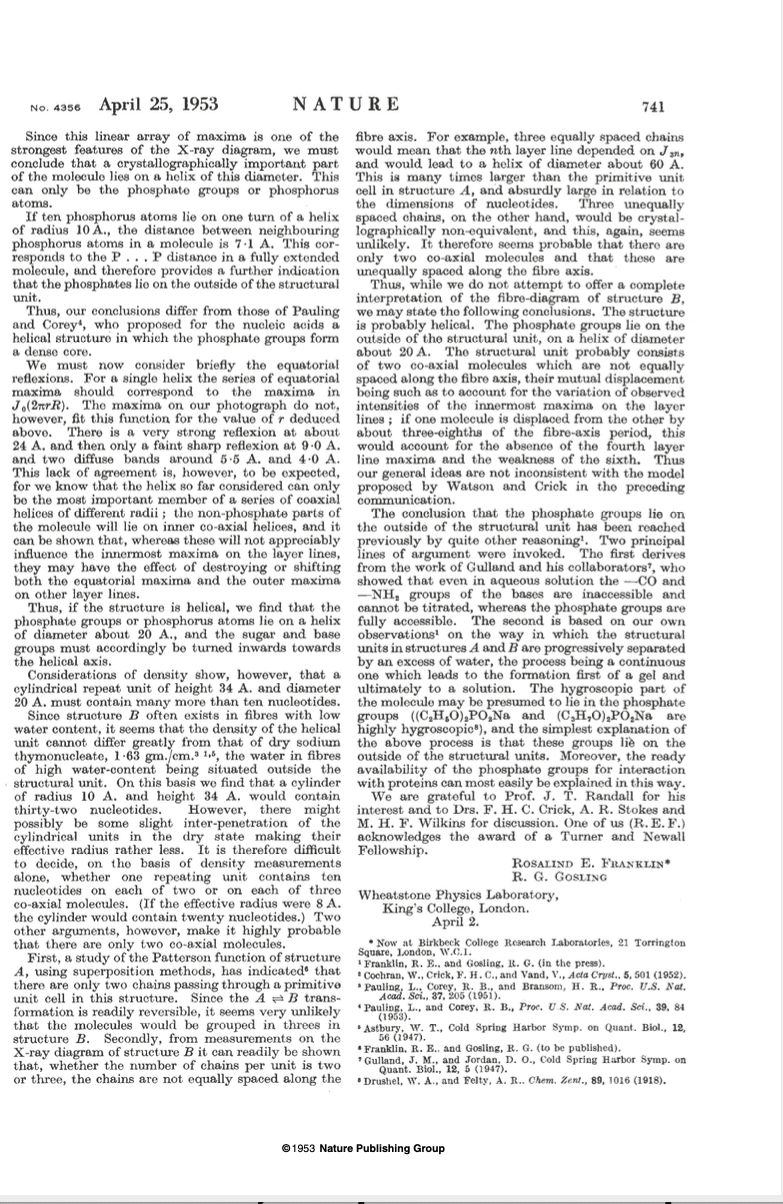 No. 4356 April 25, 1953 NATURE 741
Since this linear array of maxima is one of the
strongest features of the X-ray diagram, we must
conclude that a crystallographically important part
of the molecule lies on a helix of this diameter. This
can only be the phosphate groups or phosphorus
atoms.
If ten phosphorus atoms lie on one turn of a helix
of radius 10 A., the distance between neighbouring
phosphorus atoms in a molecule is 7·1 A. This cor-
responds to the P . . . P distance in a fully extended
molecule, and therefore provides a further indication
that the phosphates lie on the outside of the structural
unit.
Thus, our conclusions differ from those of Pauling
and Corey⁴, who proposed for the nucleic acids a
helical structure in which the phosphate groups form
a dense core.
We must now consider briefly the equatorial
reflexions. For a single helix the series of equatorial
maxima should correspond to the maxima in
J₀(2πrR). The maxima on our photograph do not,
however, fit this function for the value of r deduced
above. There is a very strong reflexion at about
24 A. and then only a faint sharp reflexion at 9·0 A.
and two diffuse bands around 5·5 A. and 4·0 A.
This lack of agreement is, however, to be expected,
for we know that the helix so far considered can only
be the most important member of a series of coaxial
helices of different radii ; the non-phosphate parts of
the molecule will lie on inner co-axial helices, and it
can be shown that, whereas these will not appreciably
influence the innermost maxima on the layer lines,
they may have the effect of destroying or shifting
both the equatorial maxima and the outer maxima
on other layer lines.
Thus, if the structure is helical, we find that the
phosphate groups or phosphorus atoms lie on a helix
of diameter about 20 A., and the sugar and base
groups must accordingly be turned inwards towards
the helical axis.
Considerations of density show, however, that a
cylindrical repeat unit of height 34 A. and diameter
20 A. must contain many more than ten nucleotides.
Since structure B often exists in fibres with low
water content, it seems that the density of the helical
unit cannot differ greatly from that of dry sodium
thymonucleate, 1·63 gm./cm.³ ¹,⁵, the water in fibres
of high water-content being situated outside the
structural unit. On this basis we find that a cylinder
of radius 10 A. and height 34 A. would contain
thirty-two nucleotides. However, there might
possibly be some slight inter-penetration of the
cylindrical units in the dry state making their
effective radius rather less. It is therefore difficult
to decide, on the basis of density measurements
alone, whether one repeating unit contains ten
nucleotides on each of two or on each of three
co-axial molecules. (If the effective radius were 8 A.
the cylinder would contain twenty nucleotides.) Two
other arguments, however, make it highly probable
that there are only two co-axial molecules.
First, a study of the Patterson function of structure
A, using superposition methods, has indicated⁶ that
there are only two chains passing through a primitive
unit cell in this structure. Since the A ⇌ B trans-
formation is readily reversible, it seems very unlikely
that the molecules would be grouped in threes in
structure B. Secondly, from measurements on the
X-ray diagram of structure B it can readily be shown
that, whether the number of chains per unit is two
or three, the chains are not equally spaced along the
fibre axis. For example, three equally spaced chains
would mean that the nth layer line depended on J₃ₙ,
and would lead to a helix of diameter about 60 A.
This is many times larger than the primitive unit
cell in structure A, and absurdly large in relation to
the dimensions of nucleotides. Three unequally
spaced chains, on the other hand, would be crystal-
lographically non-equivalent, and this, again, seems
unlikely. It therefore seems probable that there are
only two co-axial molecules and that these are
unequally spaced along the fibre axis.
Thus, while we do not attempt to offer a complete
interpretation of the fibre-diagram of structure B,
we may state the following conclusions. The structure
is probably helical. The phosphate groups lie on the
outside of the structural unit, on a helix of diameter
about 20 A. The structural unit probably consists
of two co-axial molecules which are not equally
spaced along the fibre axis, their mutual displacement
being such as to account for the variation of observed
intensities of the innermost maxima on the layer
lines ; if one molecule is displaced from the other by
about three-eighths of the fibre-axis period, this
would account for the absence of the fourth layer
line maxima and the weakness of the sixth. Thus
our general ideas are not inconsistent with the model
proposed by Watson and Crick in the preceding
communication.
The conclusion that the phosphate groups lie on
the outside of the structural unit has been reached
previously by quite other reasoning¹. Two principal
lines of argument were invoked. The first derives
from the work of Gulland and his collaborators⁷, who
showed that even in aqueous solution the —CO and
—NH₂ groups of the bases are inaccessible and
cannot be titrated, whereas the phosphate groups are
fully accessible. The second is based on our own
observations¹ on the way in which the structural
units in structures A and B are progressively separated
by an excess of water, the process being a continuous
one which leads to the formation first of a gel and
ultimately to a solution. The hygroscopic part of
the molecule may be presumed to lie in the phosphate
groups ((C₂H₅O)₂PO₂Na and (C₃H₇O)₂PO₂Na are
highly hygroscopic⁸), and the simplest explanation of
the above process is that these groups lie on the
outside of the structural units. Moreover, the ready
availability of the phosphate groups for interaction
with proteins can most easily be explained in this way.
We are grateful to Prof. J. T. Randall for his
interest and to Drs. F. H. C. Crick, A. R. Stokes and
M. H. F. Wilkins for discussion. One of us (R. E. F.)
acknowledges the award of a Turner and Newall
Fellowship.
ROSALIND E. FRANKLIN*
R. G. GOSLING
Wheatstone Physics Laboratory,
King's College, London.
April 2.
* Now at Birkbeck College Research Laboratories, 21 Torrington
Square, London, W.C.1.
¹ Franklin, R. E., and Gosling, R. G. (in the press).
² Cochran, W., Crick, F. H. C., and Vand, V., Acta Cryst., 5, 501 (1952).
³ Pauling, L., Corey, R. B., and Bransom, H. R., Proc. U.S. Nat.
Acad. Sci., 37, 205 (1951).
⁴ Pauling, L., and Corey, R. B., Proc. U.S. Nat. Acad. Sci., 39, 84
(1953).
⁵ Astbury, W. T., Cold Spring Harbor Symp. on Quant. Biol., 12,
56 (1947).
⁶ Franklin, R. E., and Gosling, R. G. (to be published).
⁷ Gulland, J. M., and Jordan, D. O., Cold Spring Harbor Symp. on
Quant. Biol., 12, 5 (1947).
⁸ Drushel, W. A., and Felty, A. R., Chem. Zent., 89, 1016 (1918).
©1953 Nature Publishing Group